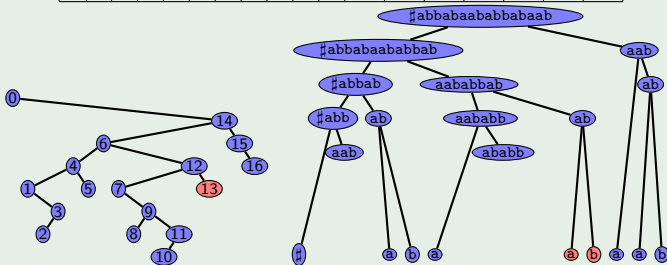 ♯abbabaababbabaab
♯abbabaababbab aab
♯abbab aababbab ab
0
14 ♯abb ab aababb ab
6 15
aab ababb
4 12 16
1 5 7 13
3 9
2 8 11
10 ♯ a b a a b a a b